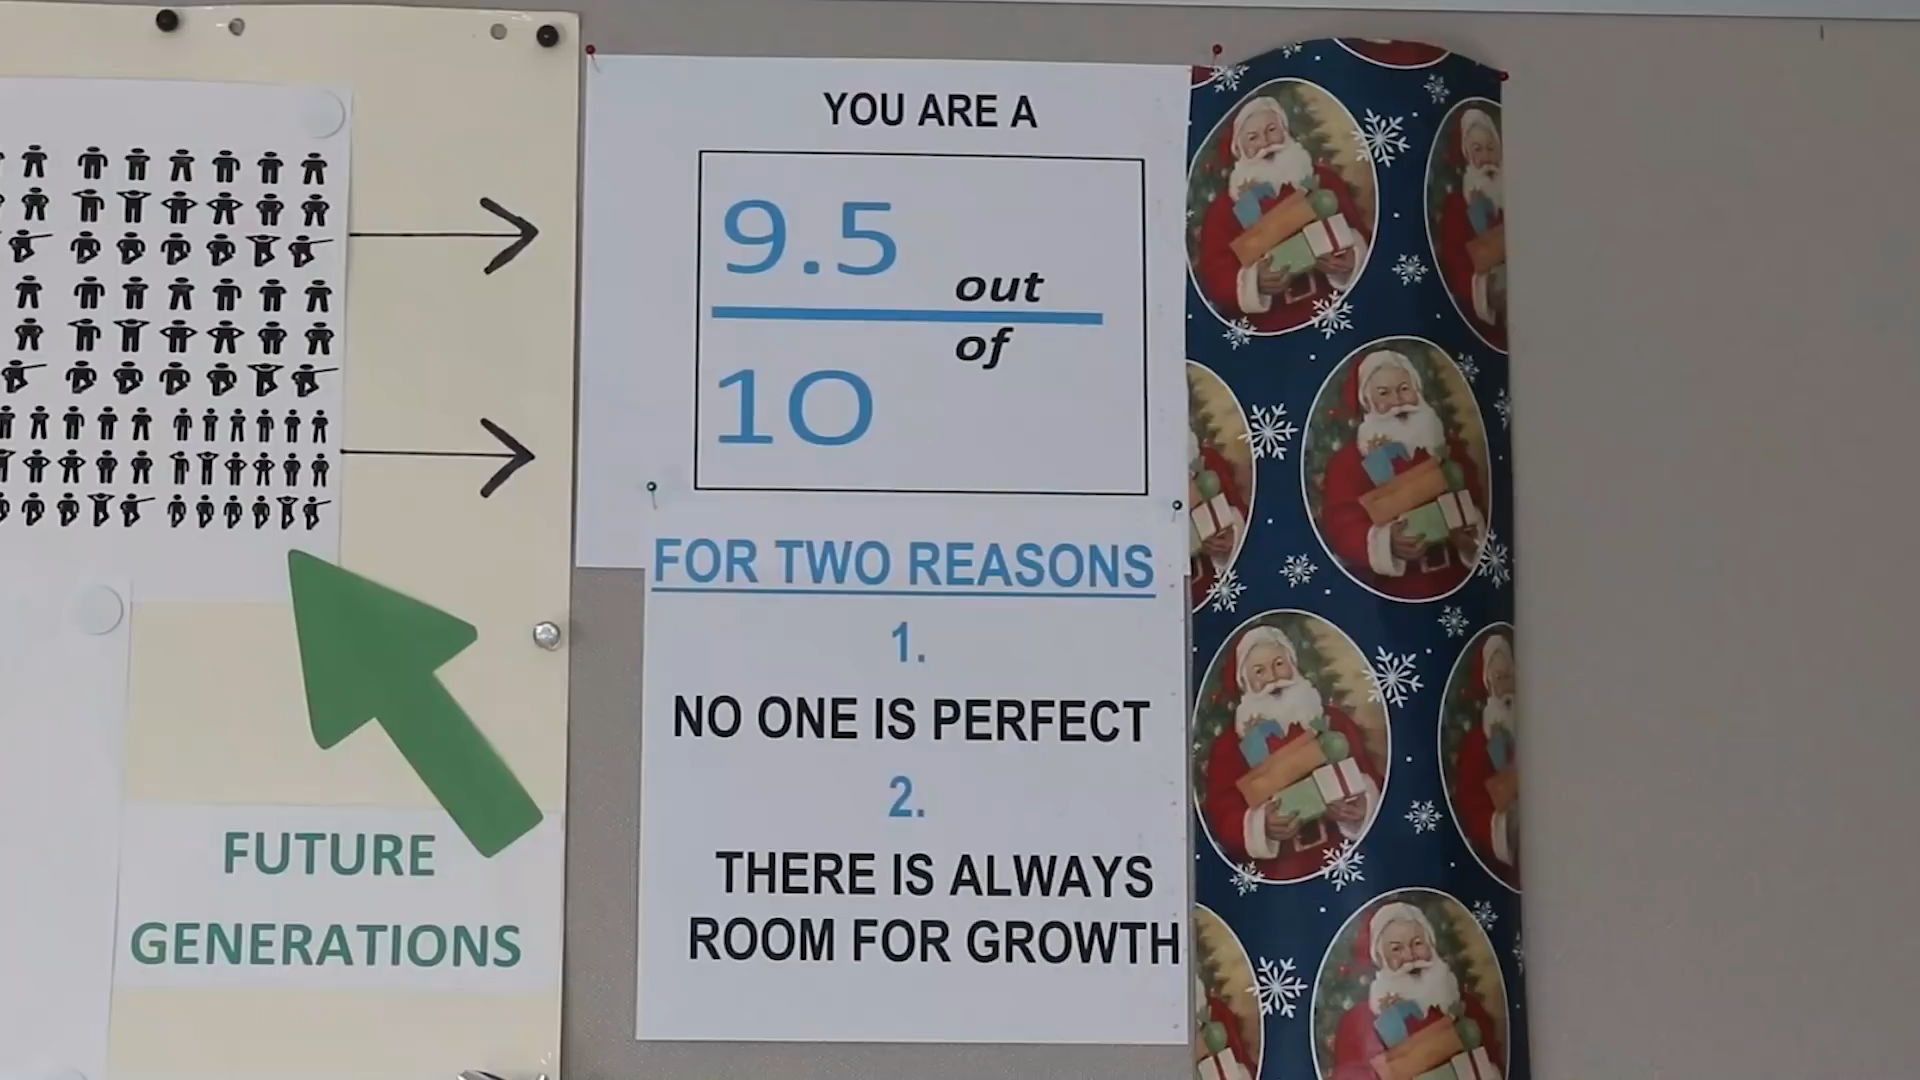 YOU ARE A
9.5
out
of
10
FOR TWO REASONS
1.
NO ONE IS PERFECT
2.
THERE IS ALWAYS
ROOM FOR GROWTH
FUTURE
GENERATIONS